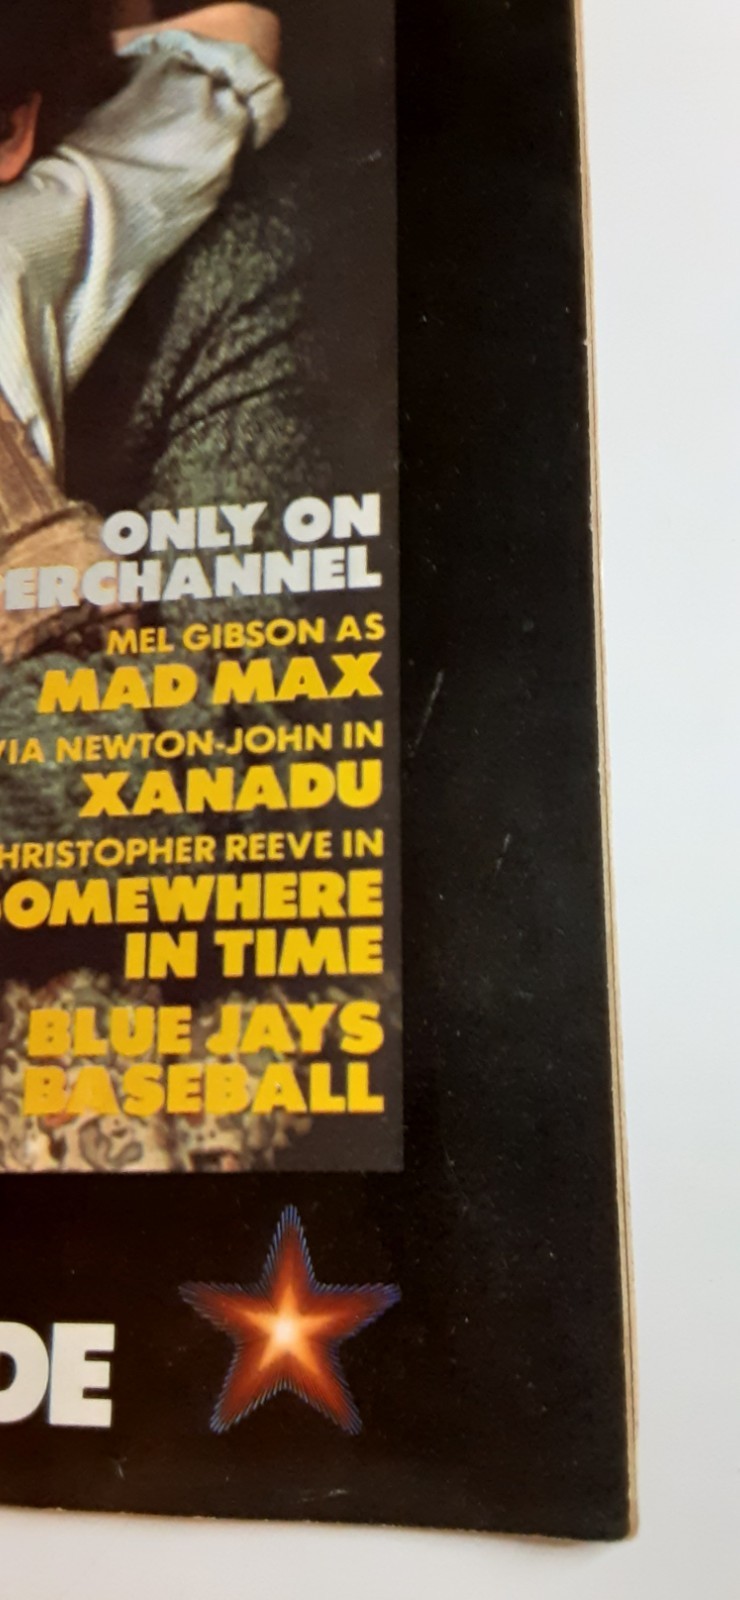 ONLY ON
ERCHANNEL
MEL GIBSON AS
MAD MAX
VIA NEWTON-JOHN IN
XANADU
HRISTOPHER REEVE IN
SOMEWHERE
IN TIME
BLUE JAYS
BASEBALL
DE